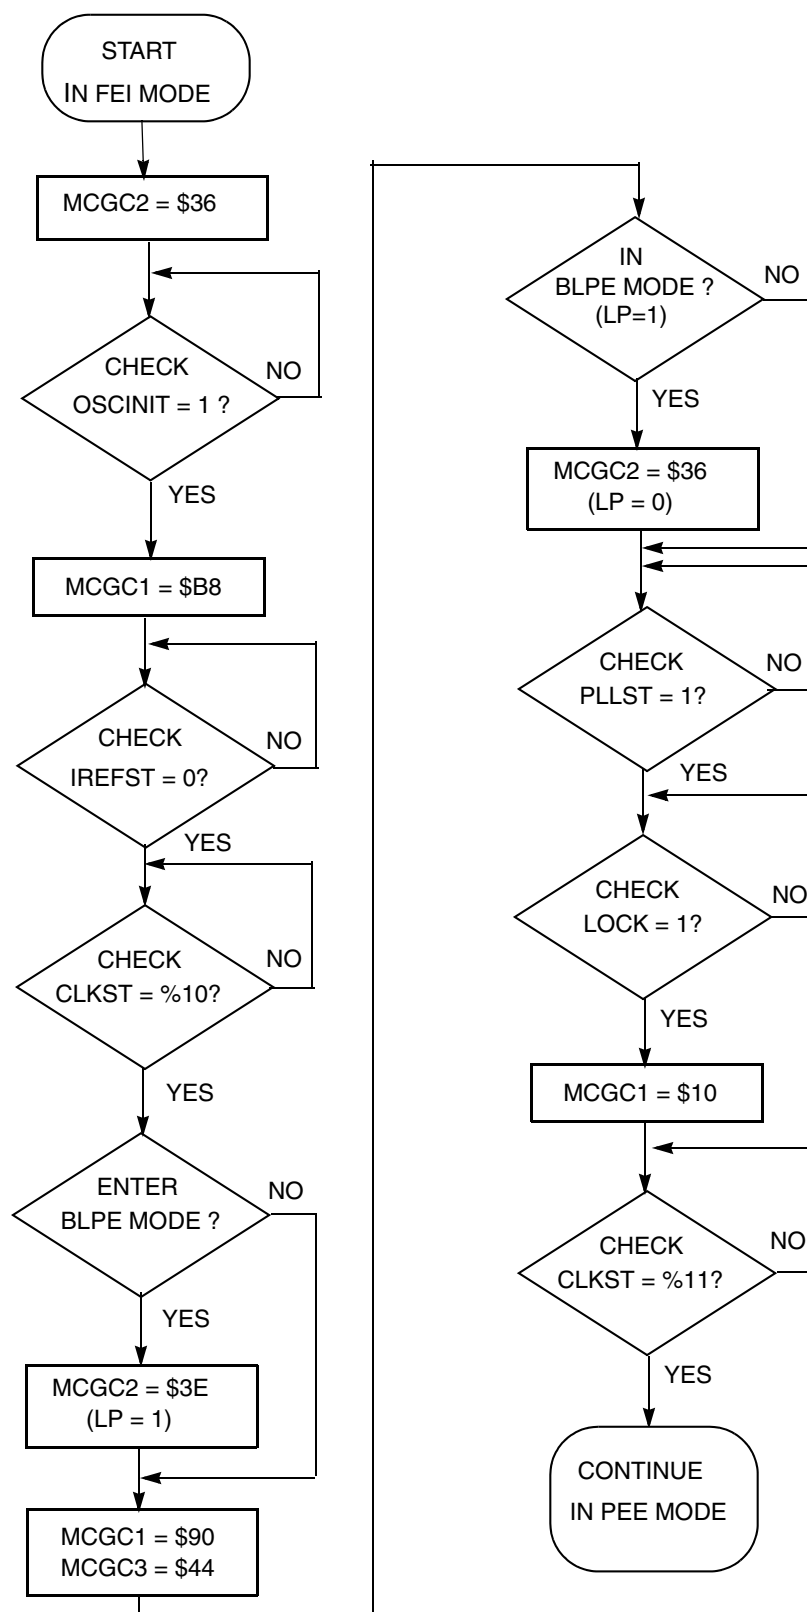 START
IN FEI MODE
MCGC2 = $36
CHECK
OSCINIT = 1 ?
NO
YES
MCGC1 = $B8
CHECK
IREFST = 0?
NO
YES
CHECK
CLKST = %10?
NO
YES
ENTER
BLPE MODE ?
NO
YES
MCGC2 = $3E
(LP = 1)
MCGC1 = $90
MCGC3 = $44
IN
BLPE MODE ?
(LP=1)
NO
YES
MCGC2 = $36
(LP = 0)
CHECK
PLLST = 1?
NO
YES
CHECK
LOCK = 1?
NO
YES
MCGC1 = $10
CHECK
CLKST = %11?
NO
YES
CONTINUE
IN PEE MODE